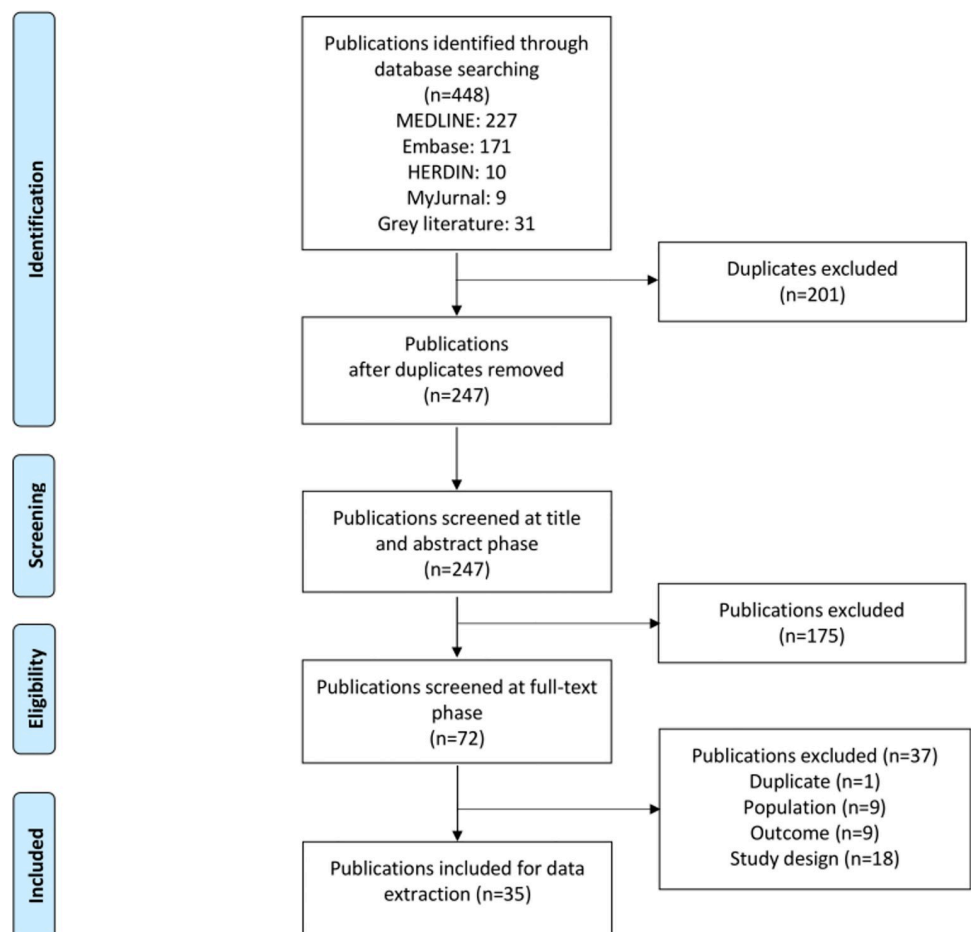 Identification
Publications identified through
database searching
(n=448)
MEDLINE: 227
Embase: 171
HERDIN: 10
MyJurnal: 9
Grey literature: 31
Duplicates excluded
(n=201)
Publications
after duplicates removed
(n=247)
Screening
Publications screened at title
and abstract phase
(n=247)
Publications excluded
(n=175)
Eligibility
Publications screened at full-text
phase
(n=72)
Publications excluded (n=37)
Duplicate (n=1)
Population (n=9)
Outcome (n=9)
Study design (n=18)
Included
Publications included for data
extraction (n=35)